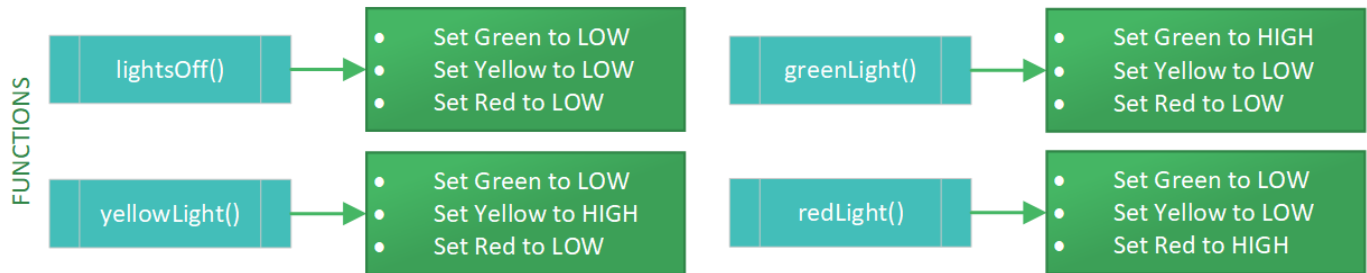 FUNCTIONS
lightsOff()
• Set Green to LOW
• Set Yellow to LOW
• Set Red to LOW
greenLight()
• Set Green to HIGH
• Set Yellow to LOW
• Set Red to LOW
yellowLight()
• Set Green to LOW
• Set Yellow to HIGH
• Set Red to LOW
redLight()
• Set Green to LOW
• Set Yellow to LOW
• Set Red to HIGH